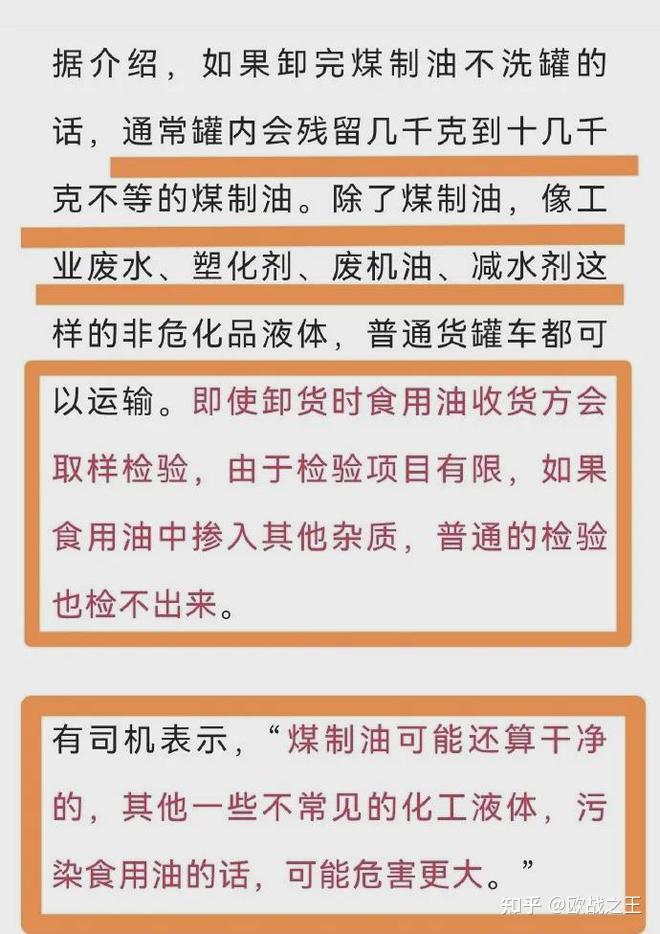 据介绍，如果卸完煤制油不洗罐的
话，通常罐内会残留几千克到十几千
克不等的煤制油。除了煤制油，像工
业废水、塑化剂、废机油、减水剂这
样的非危化品液体，普通货罐车都可
以运输。即使卸货时食用油收货方会
取样检验，由于检验项目有限，如果
食用油中掺入其他杂质，普通的检验
也检不出来。
有司机表示，“煤制油可能还算干净
的，其他一些不常见的化工液体，污
染食用油的话，可能危害更大。”
知乎 @欧战之王